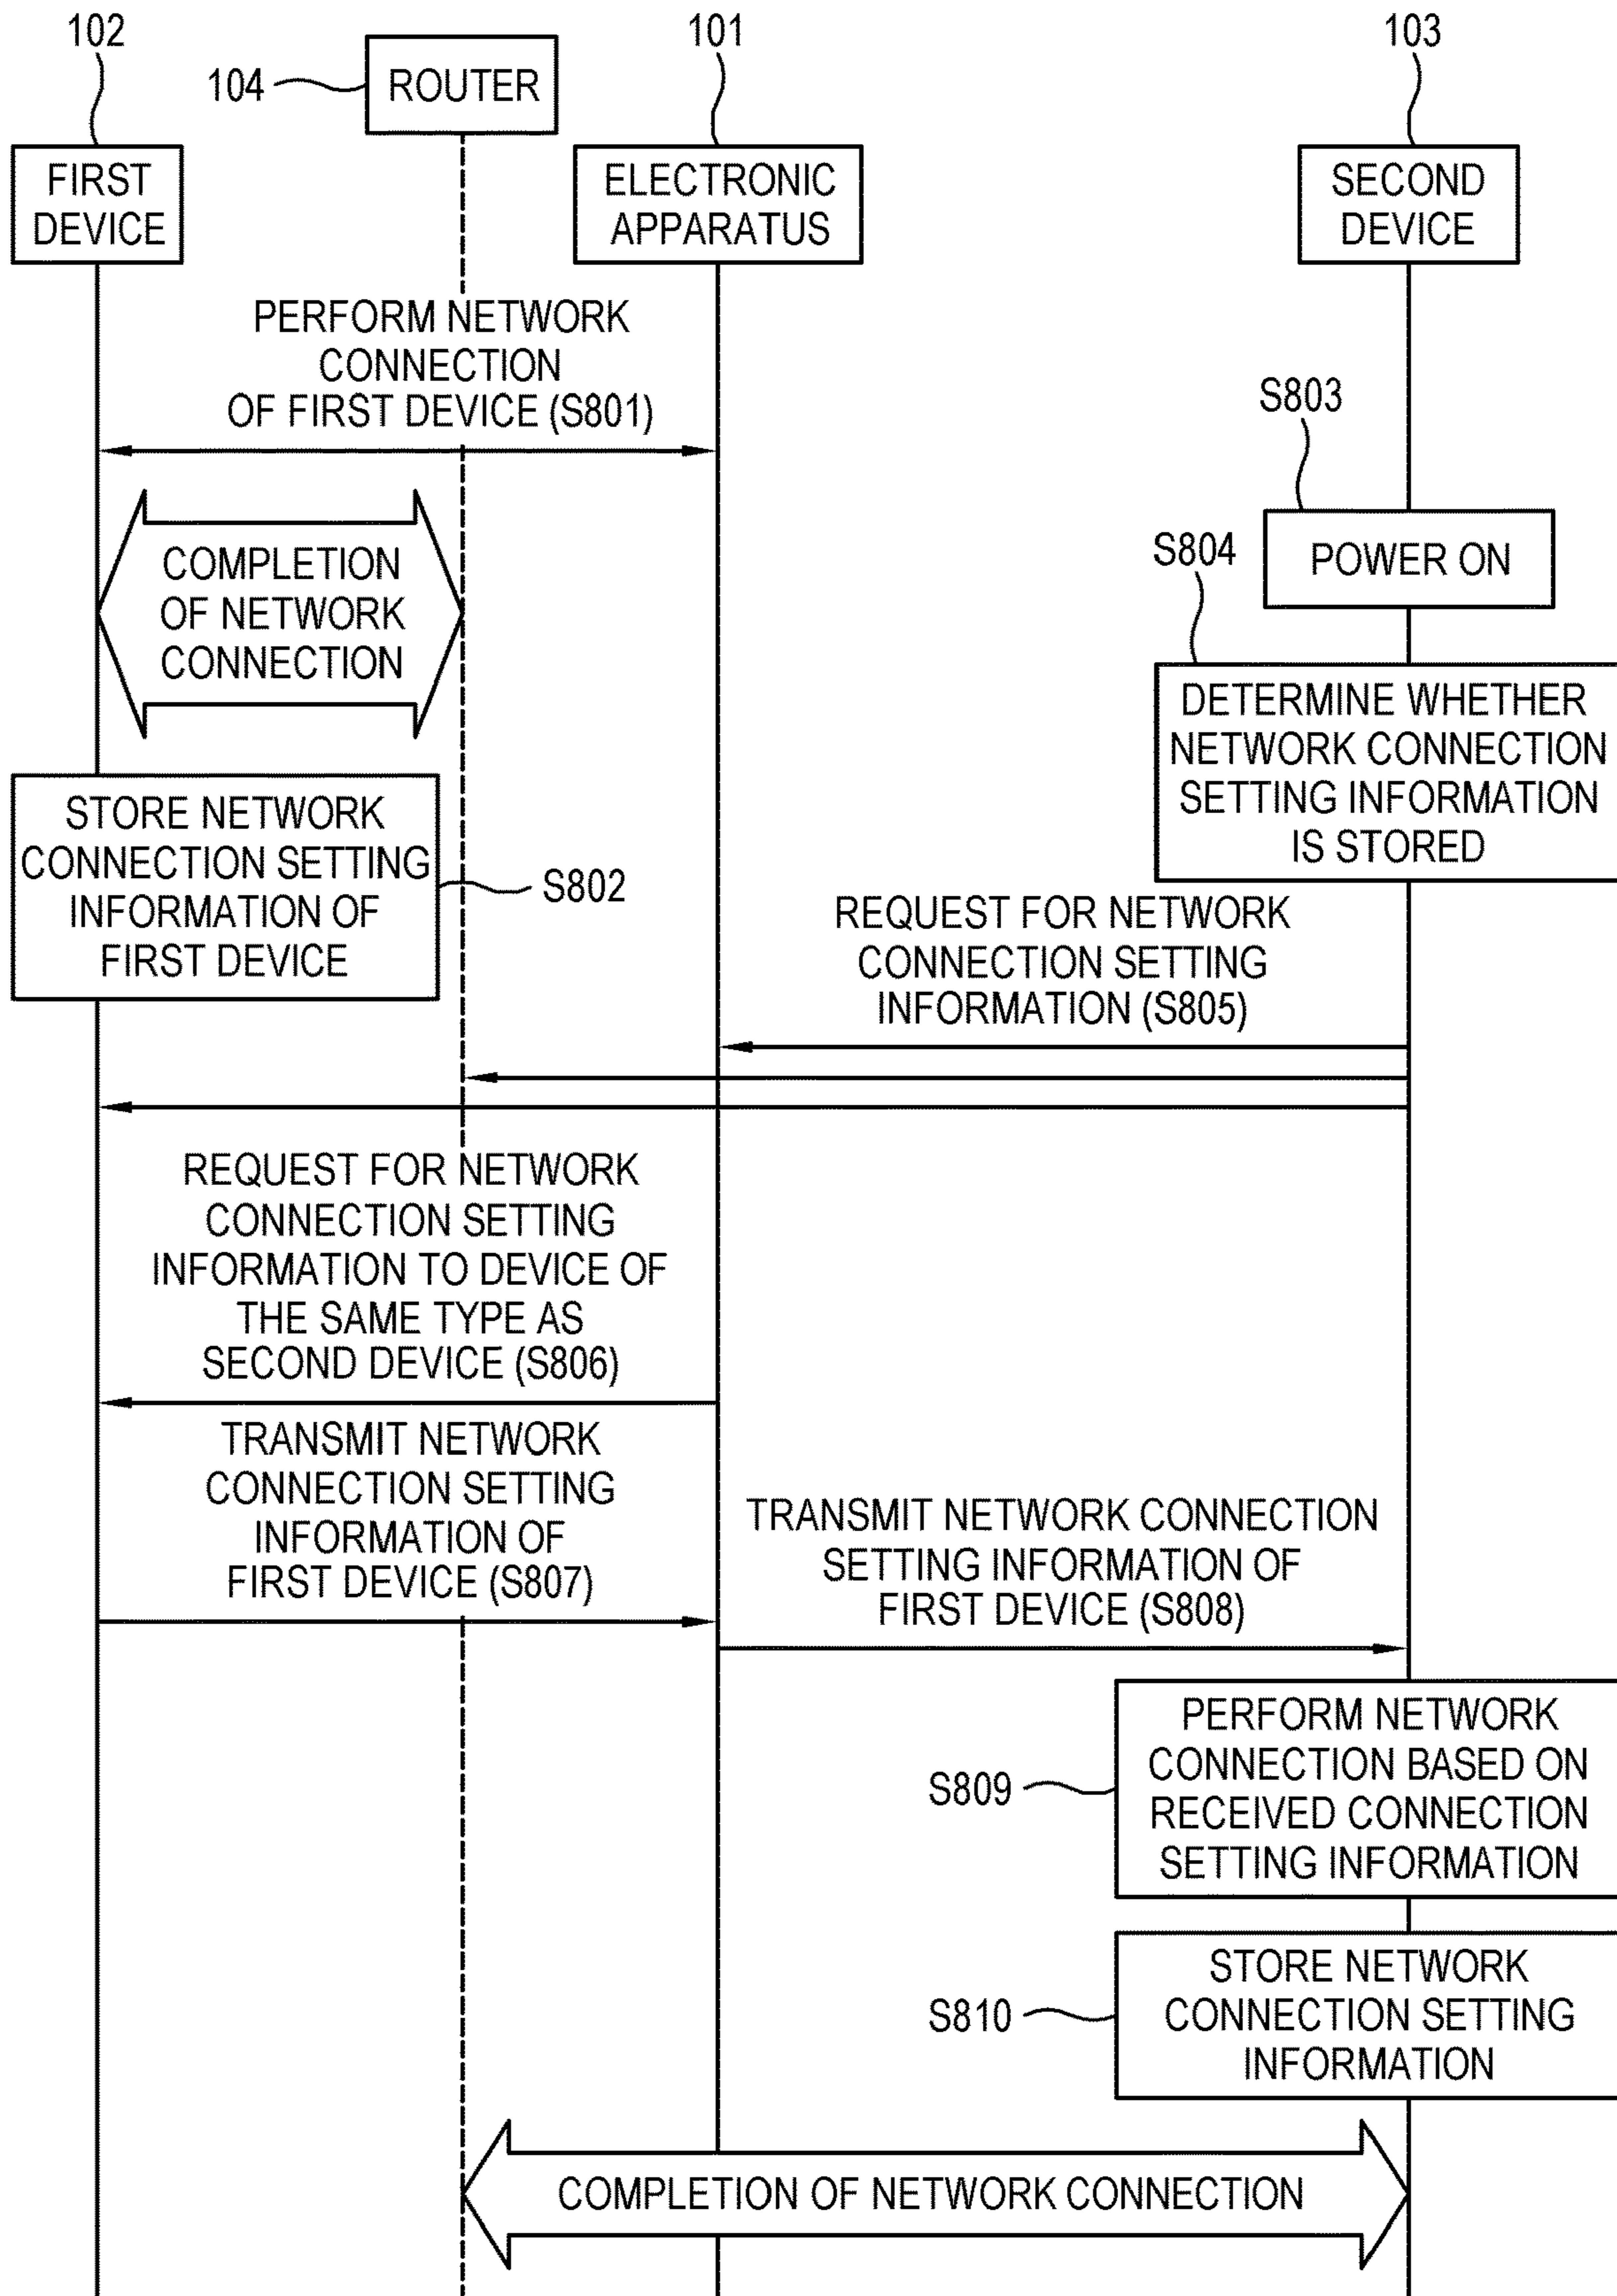 102
101
103
104
ROUTER
FIRST
DEVICE
ELECTRONIC
APPARATUS
SECOND
DEVICE
PERFORM NETWORK
CONNECTION
OF FIRST DEVICE (S801)
S803
POWER ON
S804
COMPLETION
OF NETWORK
CONNECTION
DETERMINE WHETHER
NETWORK CONNECTION
SETTING INFORMATION
IS STORED
STORE NETWORK
CONNECTION SETTING
INFORMATION OF
FIRST DEVICE
S802
REQUEST FOR NETWORK
CONNECTION SETTING
INFORMATION (S805)
REQUEST FOR NETWORK
CONNECTION SETTING
INFORMATION TO DEVICE OF
THE SAME TYPE AS
SECOND DEVICE (S806)
TRANSMIT NETWORK
CONNECTION SETTING
INFORMATION OF
FIRST DEVICE (S807)
TRANSMIT NETWORK CONNECTION
SETTING INFORMATION OF
FIRST DEVICE (S808)
S809
PERFORM NETWORK
CONNECTION BASED ON
RECEIVED CONNECTION
SETTING INFORMATION
S810
STORE NETWORK
CONNECTION SETTING
INFORMATION
COMPLETION OF NETWORK CONNECTION